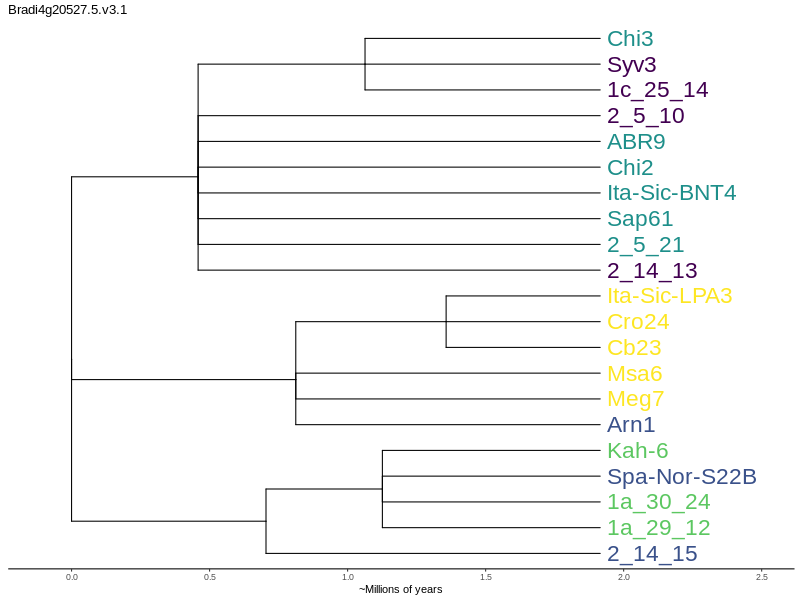 Bradi4g20527.5.v3.1
Chi3
Syv3
1c_25_14
2_5_10
ABR9
Chi2
Ita-Sic-BNT4
Sap61
2_5_21
2_14_13
Ita-Sic-LPA3
Cro24
Cb23
Msa6
Meg7
Arn1
Kah-6
Spa-Nor-S22B
1a_30_24
1a_29_12
2_14_15
0.0 0.5 1.0 1.5 2.0 2.5
~Millions of years